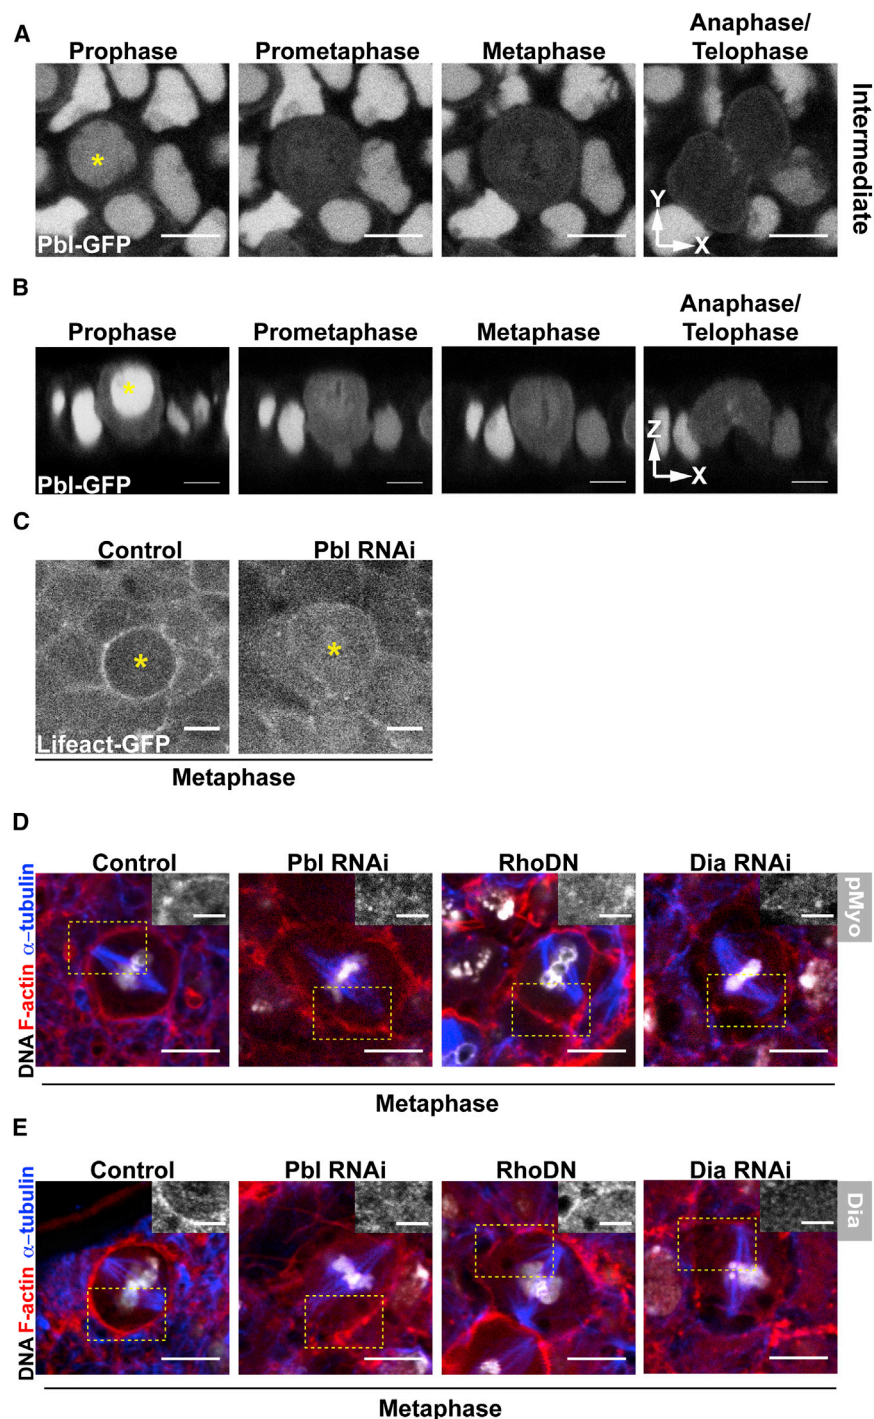 A
Prophase
Prometaphase
Metaphase
Anaphase/
Telophase
*
Pbl-GFP
Y
X
Intermediate
B
Prophase
Prometaphase
Metaphase
Anaphase/
Telophase
*
Pbl-GFP
Z
X
C
Control
Pbl RNAi
*
*
Lifeact-GFP
Metaphase
D
Control
Pbl RNAi
RhoDN
Dia RNAi
DNA F-actin α-tubulin
pMyo
Metaphase
E
Control
Pbl RNAi
RhoDN
Dia RNAi
DNA F-actin α-tubulin
Dia
Metaphase